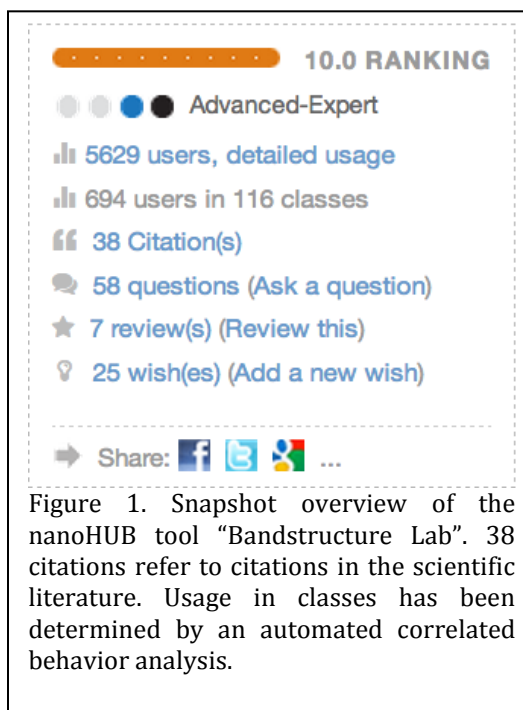 10.0 RANKING
Advanced-Expert
5629 users, detailed usage
694 users in 116 classes
38 Citation(s)
58 questions (Ask a question)
7 review(s) (Review this)
25 wish(es) (Add a new wish)
Share: ...
Figure 1. Snapshot overview of the
nanoHUB tool “Bandstructure Lab”. 38
citations refer to citations in the scientific
literature. Usage in classes has been
determined by an automated correlated
behavior analysis.